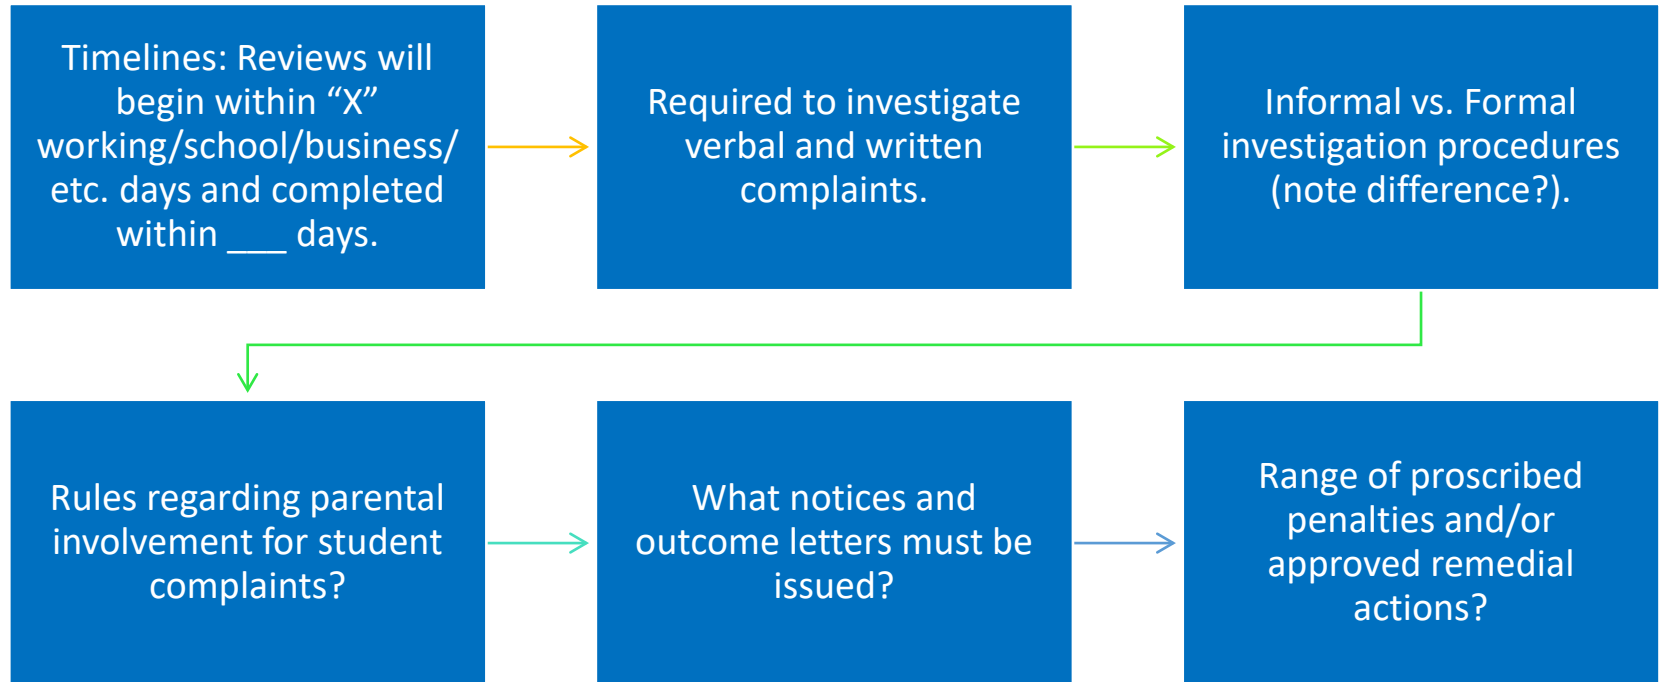 Timelines: Reviews will
begin within “X”
working/school/business/
etc. days and completed
within ___ days.
Required to investigate
verbal and written
complaints.
Informal vs. Formal
investigation procedures
(note difference?).
Rules regarding parental
involvement for student
complaints?
What notices and
outcome letters must be
issued?
Range of proscribed
penalties and/or
approved remedial
actions?